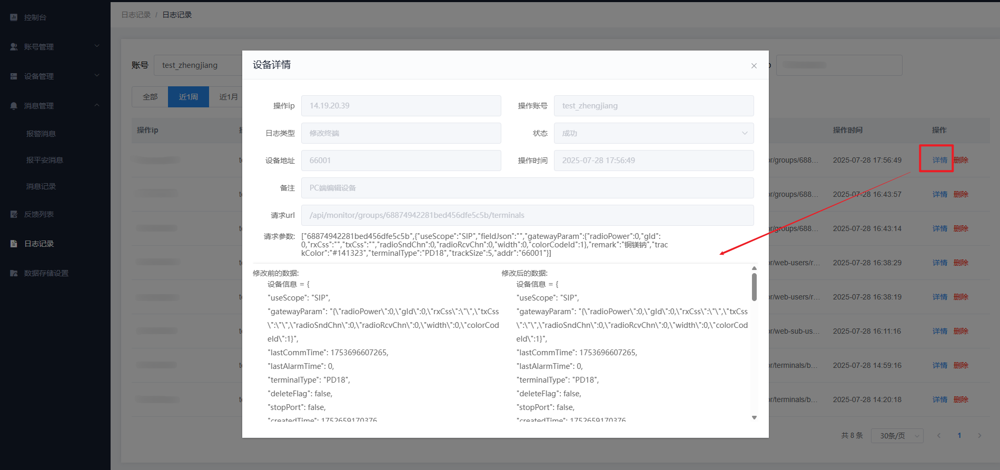 控制台
账号管理
设备管理
消息管理
报警消息
报平安消息
消息记录
反馈列表
日志记录
数据存储设置
日志记录 / 日志记录
账号 test_zhengjiang
全部 近1周 近1月
操作ip 操作时间 操作
or/groups/688... 2025-07-28 17:56:49 详情 删除
or/groups/688... 2025-07-28 16:43:57 详情 删除
or/groups/688... 2025-07-28 16:43:14 详情 删除
or/web-users/r... 2025-07-28 16:38:29 详情 删除
or/web-users/r... 2025-07-28 16:38:19 详情 删除
or/web-sub-us... 2025-07-28 16:11:16 详情 删除
or/terminals/b... 2025-07-28 14:59:16 详情 删除
or/terminals/b... 2025-07-28 14:20:18 详情 删除
共 8 条 30条/页 1
设备详情
操作ip 14.19.20.39 操作账号 test_zhengjiang
日志类型 修改终端 状态 成功
设备地址 66001 操作时间 2025-07-28 17:56:49
备注 PC端编辑设备
请求url /api/monitor/groups/68874942281bed456dfe5c5b/terminals
请求参数: ["68874942281bed456dfe5c5b",{"useScope":"SIP","fieldJson":"","gatewayParam":{"radioPower":0,"gId":
0,"rxCss":"","txCss":"","radioSndChn":0,"radioRcvChn":0,"width":0,"colorCodeId":1},"remark":"铜镁钠","trac
kColor":"#141323","terminalType":"PD18","trackSize":5,"addr":"66001"}]
修改前的数据:
设备信息 = {
"useScope": "SIP",
"gatewayParam": "{\"radioPower\":0,\"gId\":0,\"rxCss\":\"\",\"txCss
\":\"\",\"radioSndChn\":0,\"radioRcvChn\":0,\"width\":0,\"colorCod
eId\":1}",
"lastCommTime": 1753696607265,
"lastAlarmTime": 0,
"terminalType": "PD18",
"deleteFlag": false,
"stopPort": false,
"createdTime": 1752659170376
修改后的数据:
设备信息 = {
"useScope": "SIP",
"gatewayParam": "{\"radioPower\":0,\"gId\":0,\"rxCss\":\"\",\"txCss
\":\"\",\"radioSndChn\":0,\"radioRcvChn\":0,\"width\":0,\"colorCod
eId\":1}",
"lastCommTime": 1753696607265,
"lastAlarmTime": 0,
"terminalType": "PD18",
"deleteFlag": false,
"stopPort": false,
"createdTime": 1752659170376